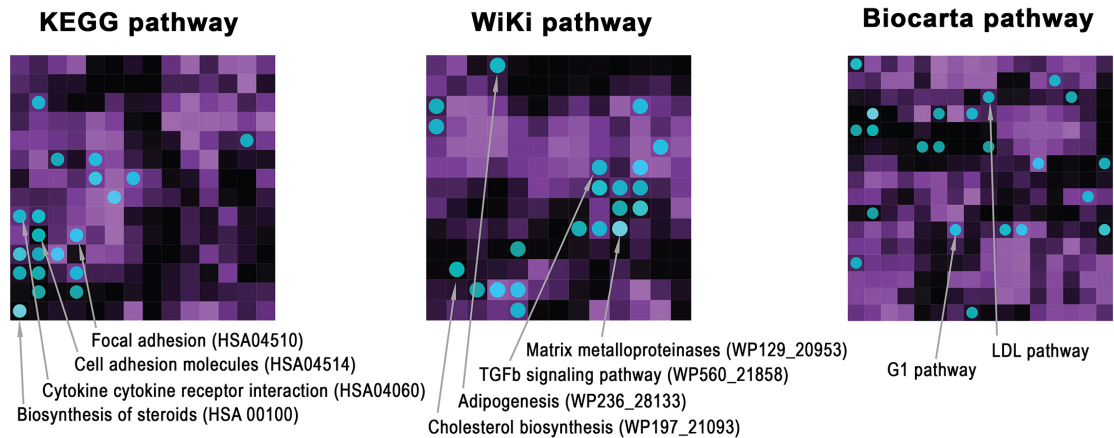 KEGG pathway
WiKi pathway
Biocarta pathway
Focal adhesion (HSA04510)
Cell adhesion molecules (HSA04514)
Cytokine cytokine receptor interaction (HSA04060)
Biosynthesis of steroids (HSA 00100)
Matrix metalloproteinases (WP129_20953)
TGFb signaling pathway (WP560_21858)
Adipogenesis (WP236_28133)
Cholesterol biosynthesis (WP197_21093)
LDL pathway
G1 pathway